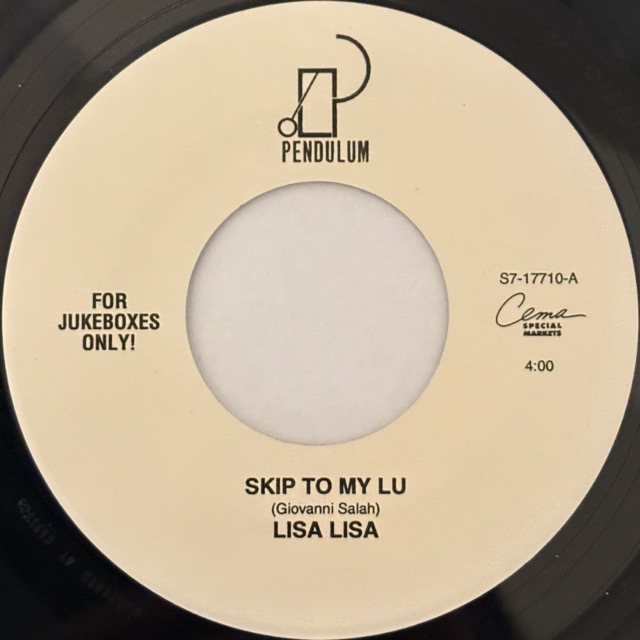 PENDULUM
FOR
JUKEBOXES
ONLY!
S7-17710-A
Cema
SPECIAL
MARKETS
4:00
SKIP TO MY LU
(Giovanni Salah)
LISA LISA